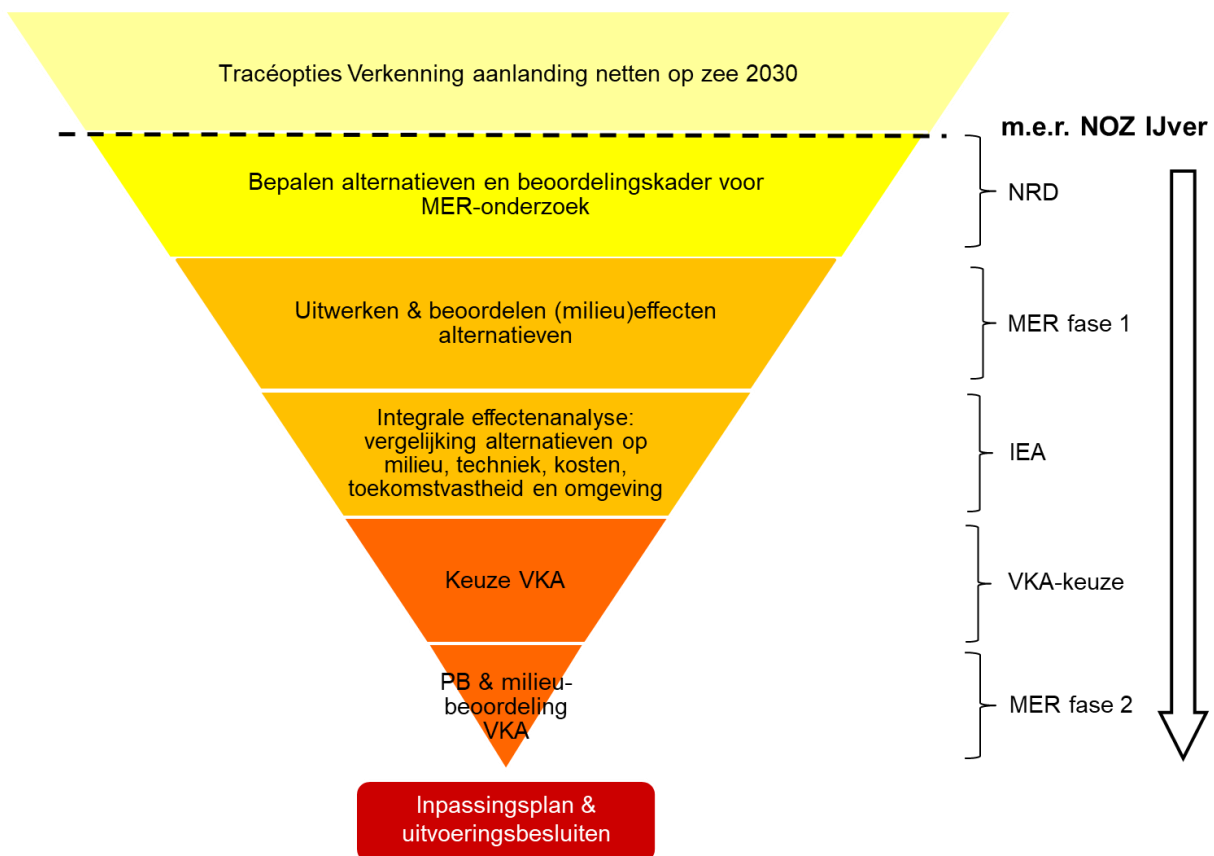 Tracéopties Verkenning aanlanding netten op zee 2030
m.e.r. NOZ IJver
Bepalen alternatieven en beoordelingskader voor
MER-onderzoek
NRD
Uitwerken & beoordelen (milieu)effecten
alternatieven
MER fase 1
Integrale effectenanalyse:
vergelijking alternatieven op
milieu, techniek, kosten,
toekomstvastheid en omgeving
IEA
Keuze VKA
VKA-keuze
PB & milieu-
beoordeling
VKA
MER fase 2
Inpassingsplan &
uitvoeringsbesluiten